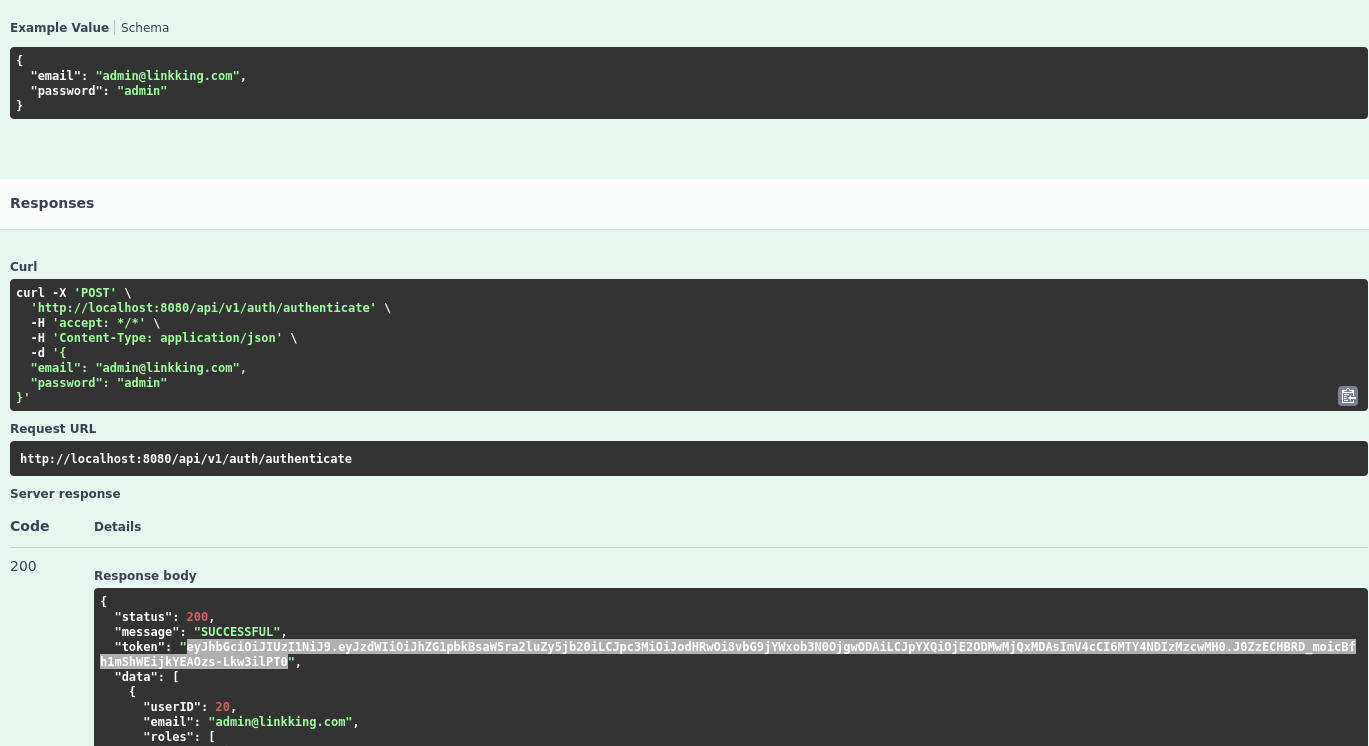 Example Value | Schema
{
  "email": "admin@linkking.com",
  "password": "admin"
}
Responses
Curl
curl -X 'POST' \
  'http://localhost:8080/api/v1/auth/authenticate' \
  -H 'accept: */*' \
  -H 'Content-Type: application/json' \
  -d '{
  "email": "admin@linkking.com",
  "password": "admin"
}'
Request URL
http://localhost:8080/api/v1/auth/authenticate
Server response
Code Details
200
Response body
{
  "status": 200,
  "message": "SUCCESSFUL",
  "token": "eyJhbGciOiJIUzI1NiJ9.eyJzdWIiOiJhZG1pbkBsaW5ra2luZy5jb20iLCJpc3MiOiJodHRwOi8vbG9jYWxob3N0OjgwODAiLCJpYXQiOjE2ODMwMjQxMDAsImV4cCI6MTY4NDIzMzcwMH0.J0ZzECHBRD_moicBf
h1mShWEijkYEAOzs-Lkw3ilPT0",
  "data": [
    {
      "userID": 20,
      "email": "admin@linkking.com",
      "roles": [